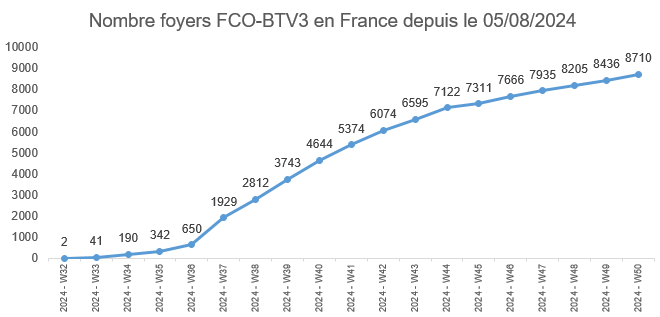 Nombre foyers FCO-BTV3 en France depuis le 05/08/2024
10000
9000
8000
7000
6000
5000
4000
3000
2000
1000
0
2
41
190
342
650
1929
2812
3743
4644
5374
6074
6595
7122
7311
7666
7935
8205
8436
8710
2024 - W32
2024 - W33
2024 - W34
2024 - W35
2024 - W36
2024 - W37
2024 - W38
2024 - W39
2024 - W40
2024 - W41
2024 - W42
2024 - W43
2024 - W44
2024 - W45
2024 - W46
2024 - W47
2024 - W48
2024 - W49
2024 - W50